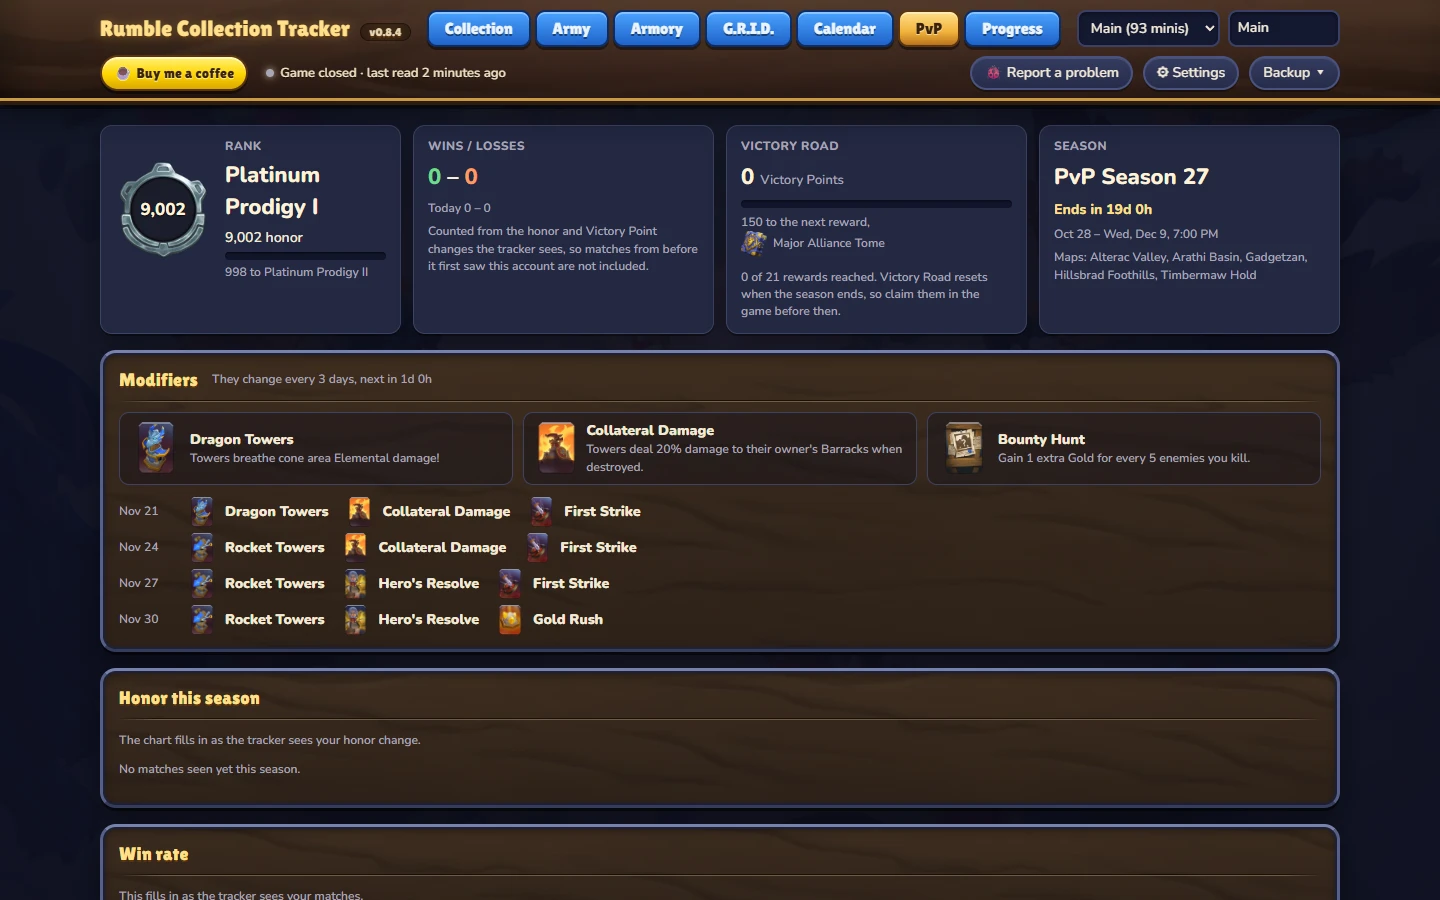 Rumble Collection Tracker v0.8.4 Collection Army Armory G.R.I.D. Calendar PvP Progress Main (93 minis) Main
Buy me a coffee Game closed · last read 2 minutes ago Report a problem Settings Backup
RANK
Platinum
Prodigy I
9,002
9,002 honor
998 to Platinum Prodigy II
WINS / LOSSES
0 – 0
Today 0 – 0
Counted from the honor and Victory Point
changes the tracker sees, so matches from before
it first saw this account are not included.
VICTORY ROAD
0 Victory Points
150 to the next reward,
Major Alliance Tome
0 of 21 rewards reached. Victory Road resets
when the season ends, so claim them in the
game before then.
SEASON
PvP Season 27
Ends in 19d 0h
Oct 28 – Wed, Dec 9, 7:00 PM
Maps: Alterac Valley, Arathi Basin, Gadgetzan,
Hillsbrad Foothills, Timbermaw Hold
Modifiers They change every 3 days, next in 1d 0h
Dragon Towers
Towers breathe cone area Elemental damage!
Collateral Damage
Towers deal 20% damage to their owner's Barracks when
destroyed.
Bounty Hunt
Gain 1 extra Gold for every 5 enemies you kill.
Nov 21 Dragon Towers Collateral Damage First Strike
Nov 24 Rocket Towers Collateral Damage First Strike
Nov 27 Rocket Towers Hero's Resolve First Strike
Nov 30 Rocket Towers Hero's Resolve Gold Rush
Honor this season
The chart fills in as the tracker sees your honor change.
No matches seen yet this season.
Win rate
This fills in as the tracker sees your matches.